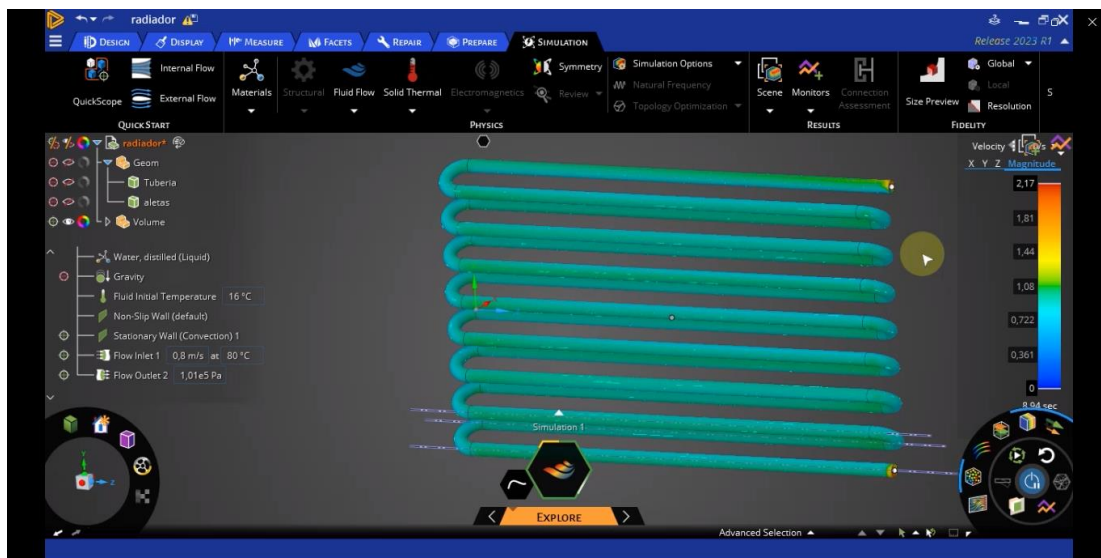 radiador
DESIGN DISPLAY MEASURE FACETS REPAIR PREPARE SIMULATION Release 2023 R1
Internal Flow
External Flow
QuickScope
QUICK START
Materials Structural Fluid Flow Solid Thermal Electromagnetics
Symmetry
Review
Simulation Options
Natural Frequency
Topology Optimization
PHYSICS
Scene Monitors Connection Assessment
RESULTS
Size Preview
Global
Local
Resolution
S
FIDELITY
radiador*
Geom
Tuberia
aletas
Volume
Water, distilled (Liquid)
Gravity
Fluid Initial Temperature 16 °C
Non-Slip Wall (default)
Stationary Wall (Convection) 1
Flow Inlet 1 0,8 m/s at 80 °C
Flow Outlet 2 1,01e5 Pa
Velocity
X Y Z Magnitude
2,17
1,81
1,44
1,08
0,722
0,361
0
8,94 sec
Simulation 1
EXPLORE
Advanced Selection
Y
Z